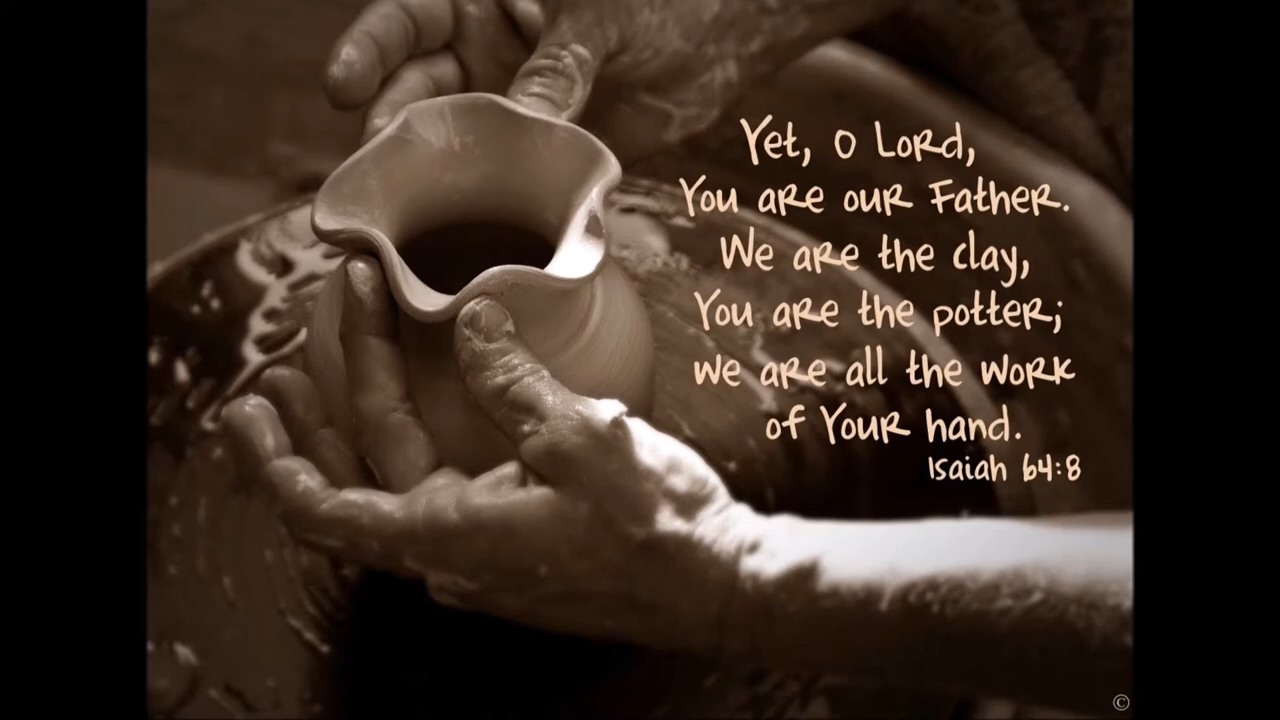 Yet, O Lord,
You are our Father.
We are the clay,
You are the potter;
we are all the work
of Your hand.
Isaiah 64:8
©